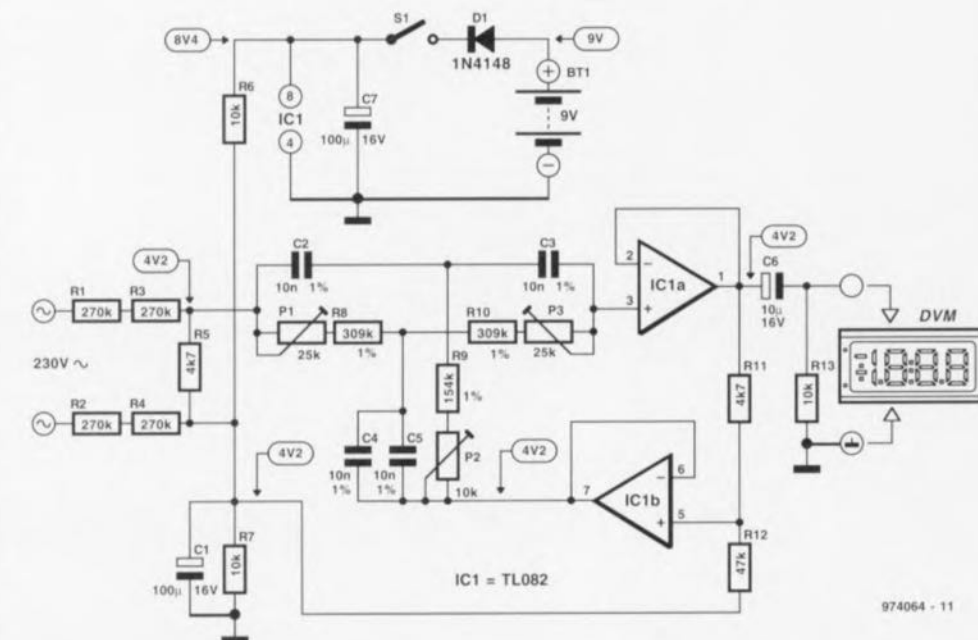 8V4
S1
D1
9V
1N4148
BT1
R6
10k
8
IC1
4
C7
100µ 16V
9V
4V2
C2
10n 1%
C3
10n 1%
2
3
1
IC1a
4V2
C6
10µ
16V
R1
270k
R3
270k
P1
25k
R8
309k
1%
R10
309k
1%
P3
25k
DVM
230V ~
R5
4k7
R9
154k
1%
R11
4k7
R13
10k
R2
270k
R4
270k
4V2
C4
10n
1%
C5
10n
1%
P2
10k
4V2
6
7
5
IC1b
C1
100µ 16V
R7
10k
R12
47k
IC1 = TL082
974064 - 11